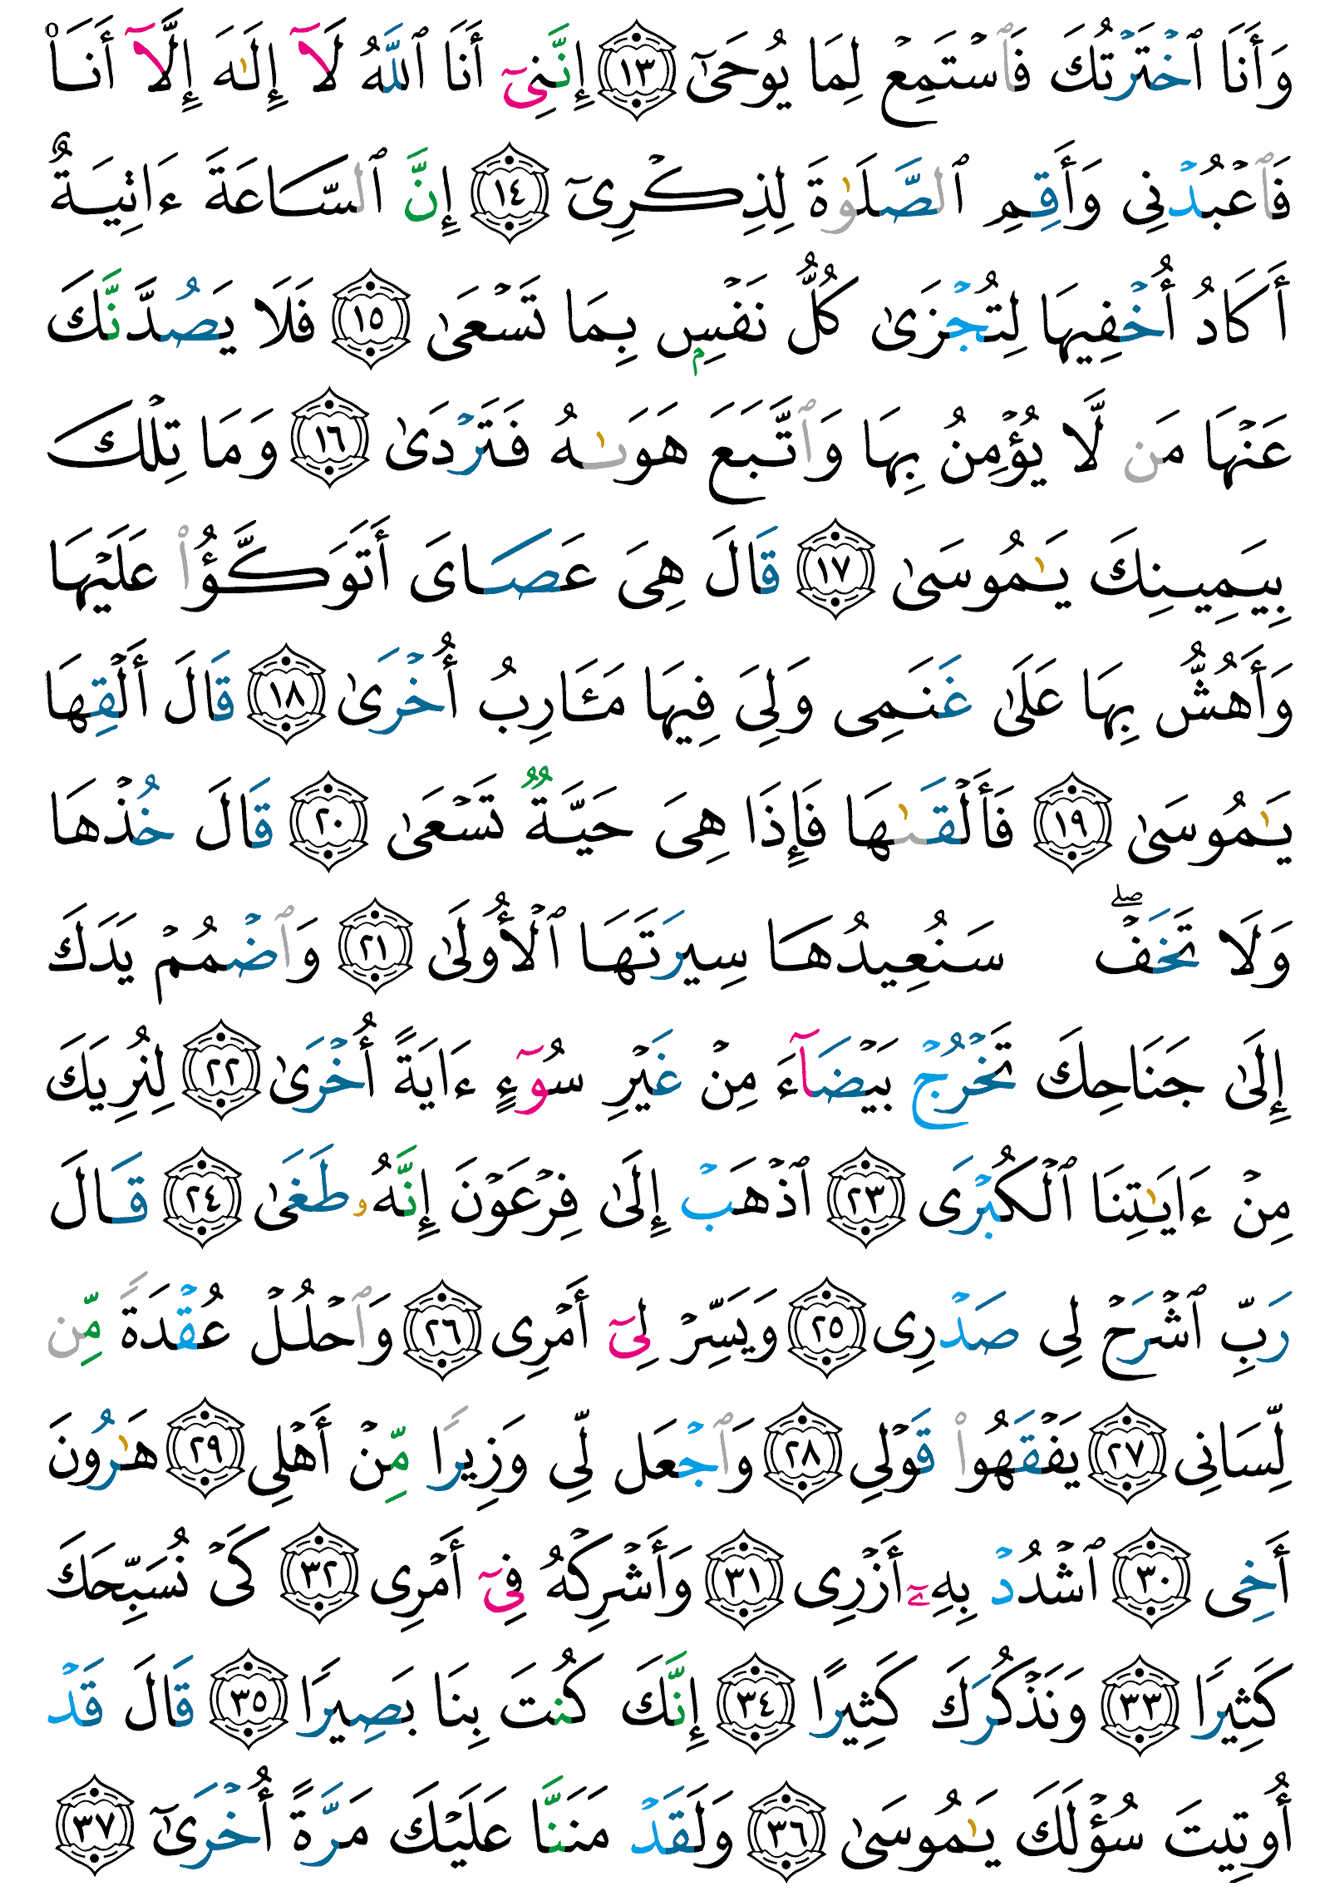 وَأَنَا ٱخۡتَرۡتُكَ فَٱسۡتَمِعۡ لِمَا يُوحَىٰٓ ١٣ إِنَّنِيٓ أَنَا ٱللَّهُ لَآ إِلَٰهَ إِلَّآ أَنَا۠
فَٱعۡبُدۡنِي وَأَقِمِ ٱلصَّلَوٰةَ لِذِكۡرِيٓ ١٤ إِنَّ ٱلسَّاعَةَ ءَاتِيَةٌ
أَكَادُ أُخۡفِيهَا لِتُجۡزَىٰ كُلُّ نَفۡسِۭ بِمَا تَسۡعَىٰ ١٥ فَلَا يَصُدَّنَّكَ
عَنۡهَا مَن لَّا يُؤۡمِنُ بِهَا وَٱتَّبَعَ هَوَىٰهُ فَتَرۡدَىٰ ١٦ وَمَا تِلۡكَ
بِيَمِينِكَ يَٰمُوسَىٰ ١٧ قَالَ هِيَ عَصَايَ أَتَوَكَّؤُاْ عَلَيۡهَا
وَأَهُشُّ بِهَا عَلَىٰ غَنَمِي وَلِيَ فِيهَا مَـَٔارِبُ أُخۡرَىٰ ١٨ قَالَ أَلۡقِهَا
يَٰمُوسَىٰ ١٩ فَأَلۡقَىٰهَا فَإِذَا هِيَ حَيَّةٞ تَسۡعَىٰ ٢٠ قَالَ خُذۡهَا
وَلَا تَخَفۡۖ سَنُعِيدُهَا سِيرَتَهَا ٱلۡأُولَىٰ ٢١ وَٱضۡمُمۡ يَدَكَ
إِلَىٰ جَنَاحِكَ تَخۡرُجۡ بَيۡضَآءَ مِنۡ غَيۡرِ سُوٓءٍ ءَايَةً أُخۡرَىٰ ٢٢ لِنُرِيَكَ
مِنۡ ءَايَٰتِنَا ٱلۡكُبۡرَى ٢٣ ٱذۡهَبۡ إِلَىٰ فِرۡعَوۡنَ إِنَّهُۥ طَغَىٰ ٢٤ قَالَ
رَبِّ ٱشۡرَحۡ لِي صَدۡرِي ٢٥ وَيَسِّرۡ لِيٓ أَمۡرِي ٢٦ وَٱحۡلُلۡ عُقۡدَةٗ مِّن
لِّسَانِي ٢٧ يَفۡقَهُواْ قَوۡلِي ٢٨ وَٱجۡعَل لِّي وَزِيرٗا مِّنۡ أَهۡلِي ٢٩ هَٰرُونَ
أَخِي ٣٠ ٱشۡدُدۡ بِهِۦٓ أَزۡرِي ٣١ وَأَشۡرِكۡهُ فِيٓ أَمۡرِي ٣٢ كَيۡ نُسَبِّحَكَ
كَثِيرٗا ٣٣ وَنَذۡكُرَكَ كَثِيرًا ٣٤ إِنَّكَ كُنتَ بِنَا بَصِيرٗا ٣٥ قَالَ قَدۡ
أُوتِيتَ سُؤۡلَكَ يَٰمُوسَىٰ ٣٦ وَلَقَدۡ مَنَنَّا عَلَيۡكَ مَرَّةً أُخۡرَىٰٓ ٣٧